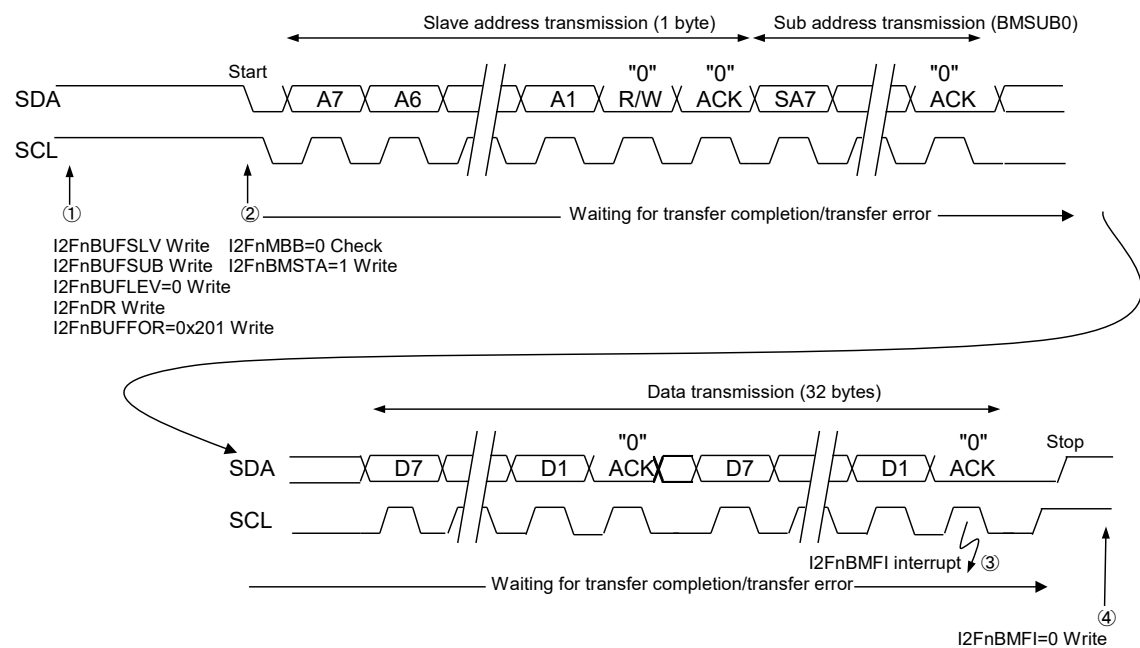 Slave address transmission (1 byte) Sub address transmission (BMSUB0)
Start "0" "0" "0"
SDA A7 A6 A1 R/W ACK SA7 ACK
SCL
① ② Waiting for transfer completion/transfer error
I2FnBUFSLV Write I2FnMBB=0 Check
I2FnBUFSUB Write I2FnBMSTA=1 Write
I2FnBUFLEV=0 Write
I2FnDR Write
I2FnBUFFOR=0x201 Write
Data transmission (32 bytes)
"0" "0" Stop
SDA D7 D1 ACK D7 D1 ACK
SCL
I2FnBMFI interrupt ③
Waiting for transfer completion/transfer error
④
I2FnBMFI=0 Write